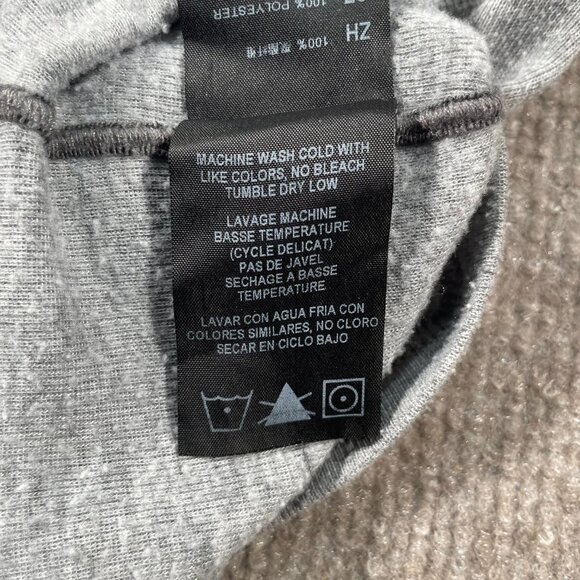 100% POLYESTER
ZH 100% 聚酯纤维
MACHINE WASH COLD WITH
LIKE COLORS, NO BLEACH
TUMBLE DRY LOW
LAVAGE MACHINE
BASSE TEMPERATURE
(CYCLE DELICAT)
PAS DE JAVEL
SECHAGE A BASSE
TEMPERATURE
LAVAR CON AGUA FRIA CON
COLORES SIMILARES, NO CLORO
SECAR EN CICLO BAJO